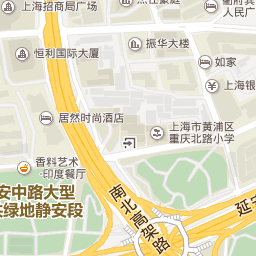 上海招商局广场
恒利国际大厦
振华大楼
如家
上海银
居然时尚酒店
上海市黄浦区
重庆北路小学
香料艺术
·印度餐厅
安中路大型
绿地静安段
南北高架路
延